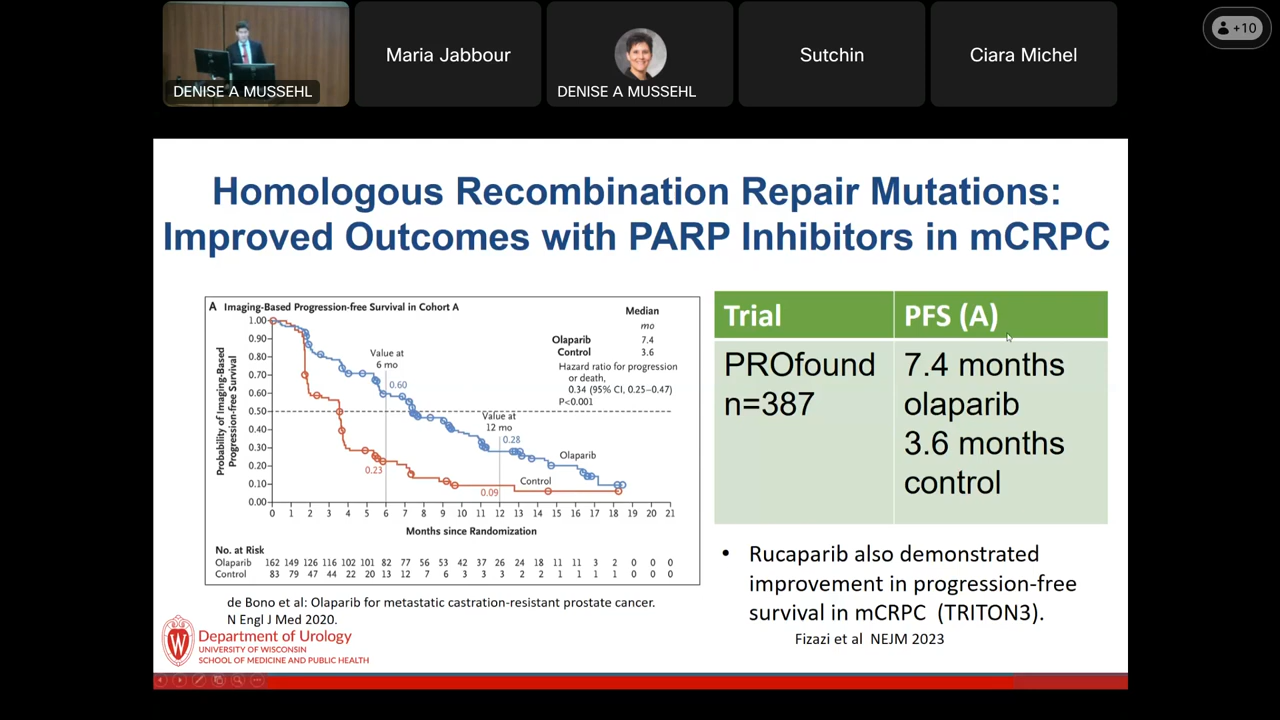 +10
DENISE A MUSSEHL
Maria Jabbour
DENISE A MUSSEHL
Sutchin
Ciara Michel
Homologous Recombination Repair Mutations:
Improved Outcomes with PARP Inhibitors in mCRPC
A Imaging-Based Progression-free Survival in Cohort A
Median
mo
Olaparib 7.4
Control 3.6
Hazard ratio for progression
or death,
0.34 (95% CI, 0.25–0.47)
P<0.001
Probability of Imaging-Based
Progression-free Survival
1.00
0.90
0.80
0.70
0.60
0.50
0.40
0.30
0.20
0.10
0.00
Value at
6 mo
0.60
0.23
Value at
12 mo
0.28
0.09
Olaparib
Control
0 1 2 3 4 5 6 7 8 9 10 11 12 13 14 15 16 17 18 19 20 21
Months since Randomization
No. at Risk
Olaparib 162 149 126 116 102 101 82 77 56 53 42 37 26 24 18 11 11 3 2 0 0 0
Control 83 79 47 44 22 20 13 12 7 6 3 3 3 2 2 1 1 1 1 0 0 0
Trial
PFS (A)
PROfound
n=387
7.4 months
olaparib
3.6 months
control
• Rucaparib also demonstrated
improvement in progression-free
survival in mCRPC (TRITON3).
Fizazi et al NEJM 2023
de Bono et al: Olaparib for metastatic castration-resistant prostate cancer.
N Engl J Med 2020.
W
Department of Urology
UNIVERSITY OF WISCONSIN
SCHOOL OF MEDICINE AND PUBLIC HEALTH